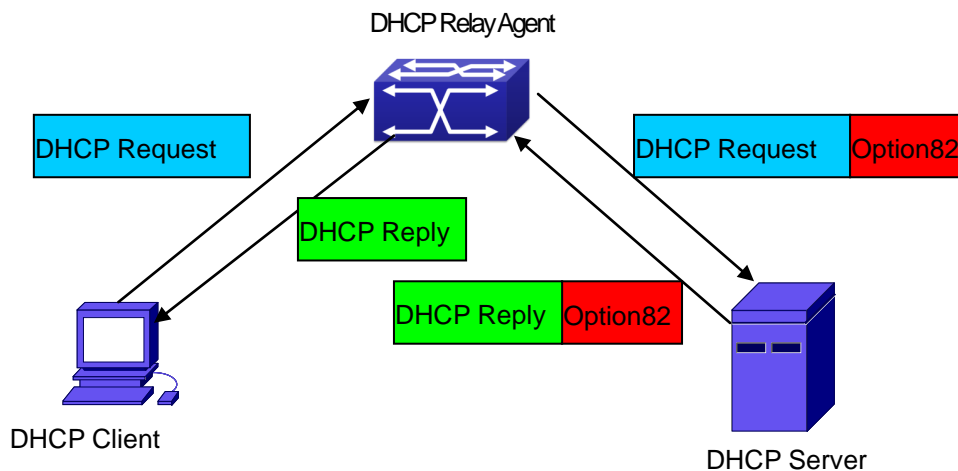 DHCP Relay Agent
DHCP Request
DHCP Request Option82
DHCP Reply
DHCP Reply Option82
DHCP Client
DHCP Server